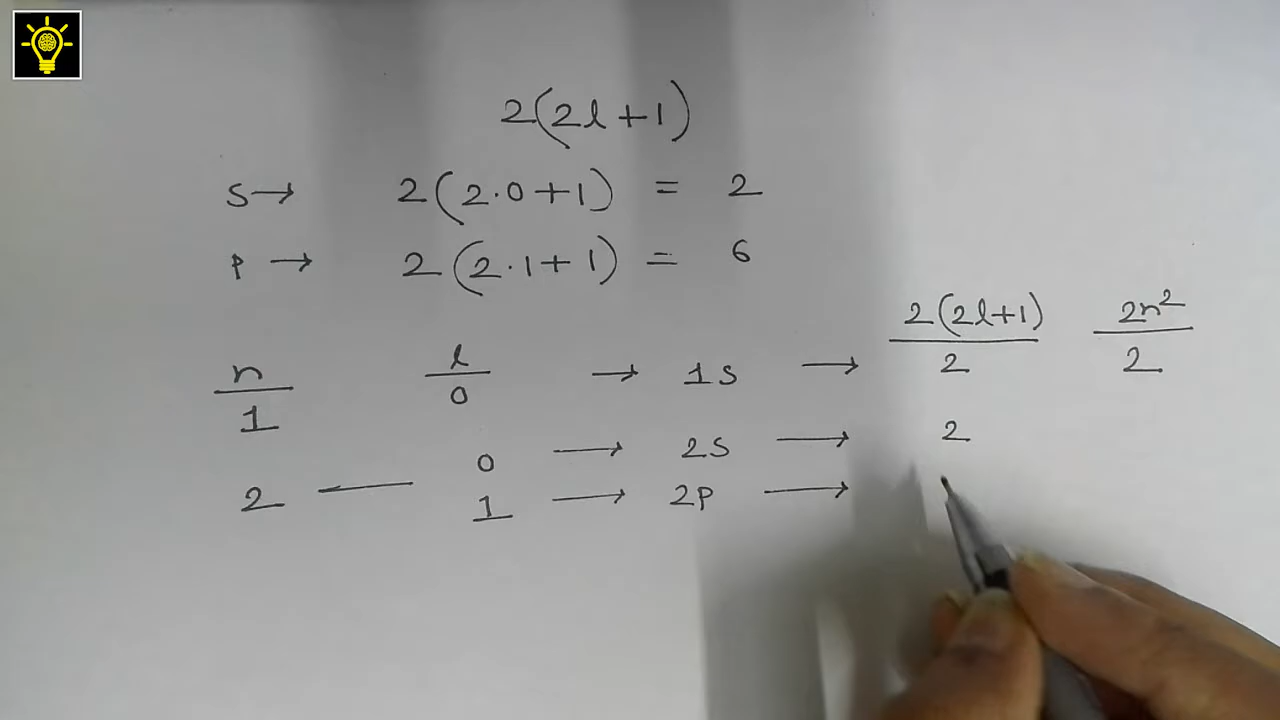 2(2l+1)
S→ 2(2·0+1) = 2
P → 2(2·1+1) = 6
n l 2(2l+1) 2n²
1 0 → 1S → 2 2
0 → 2S → 2
2 — 1 → 2P →